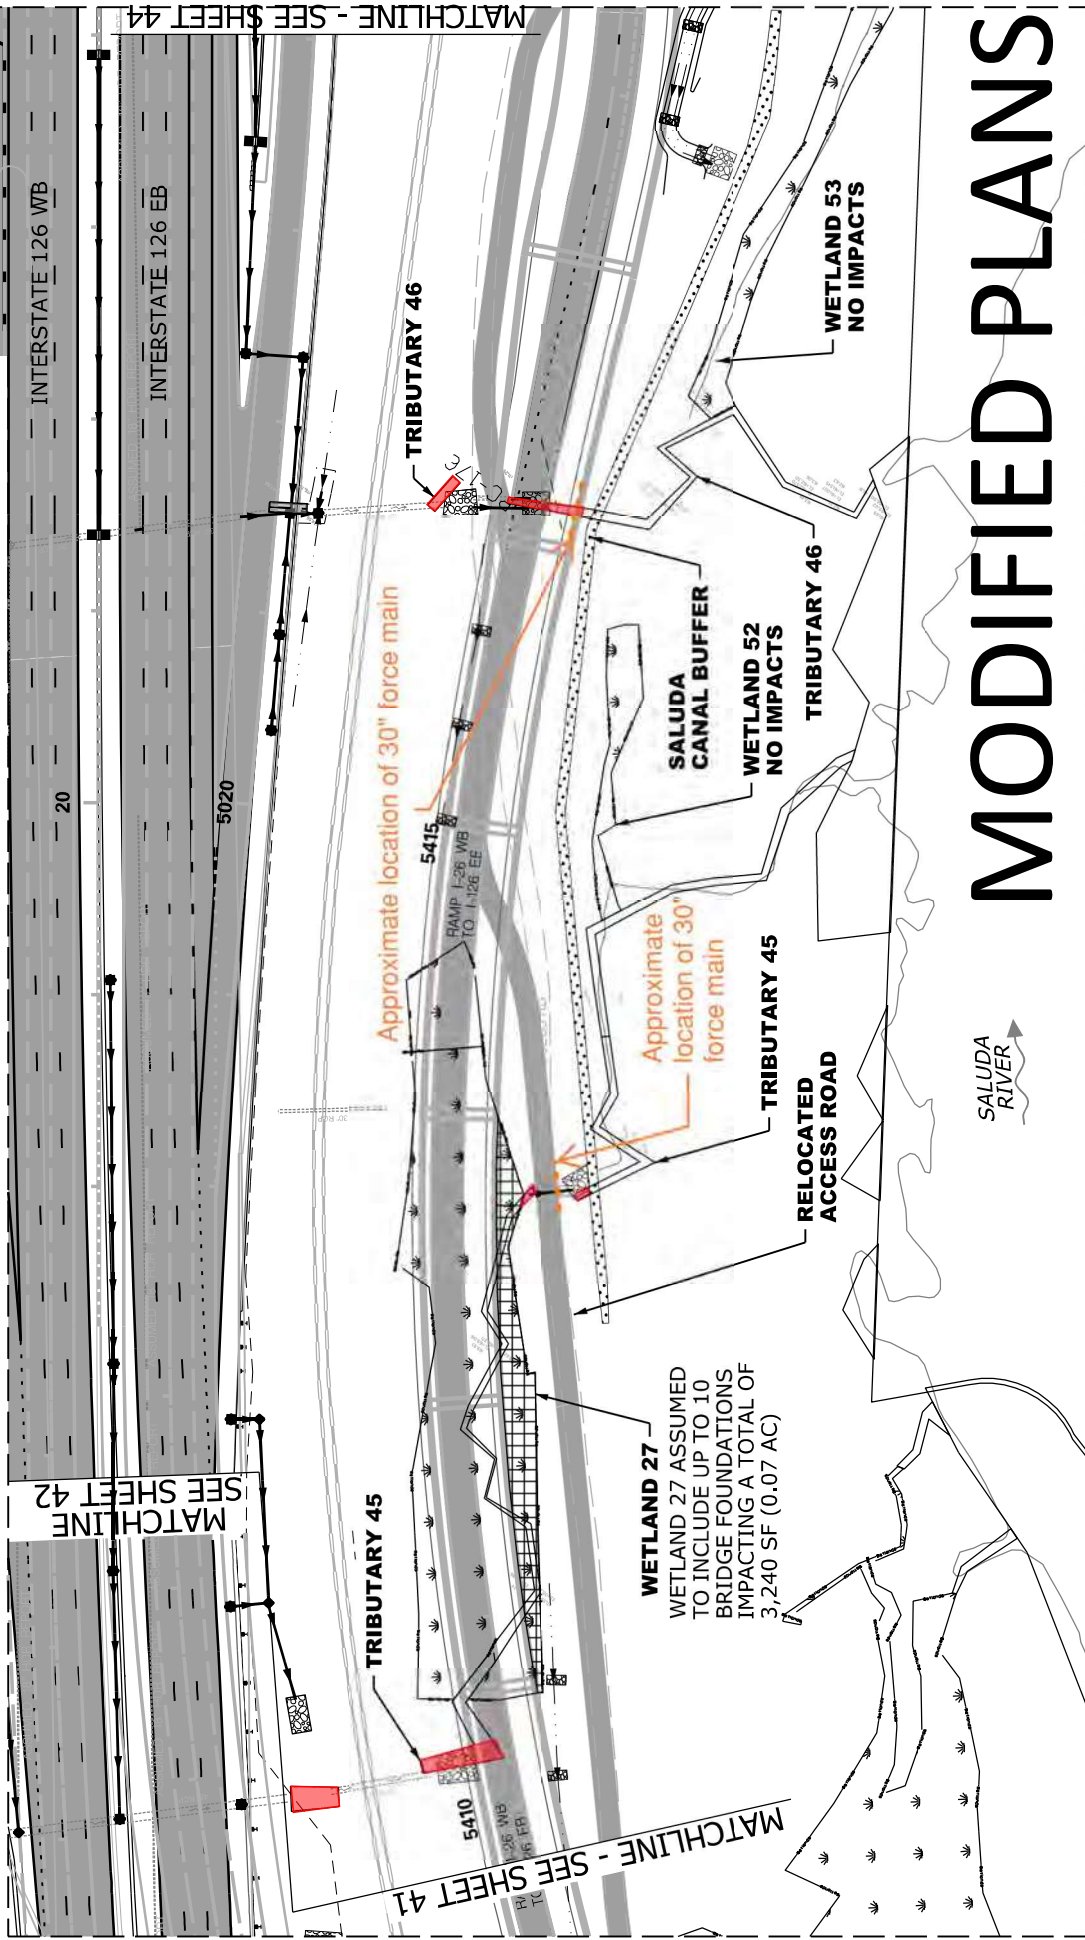 MATCHLINE - SEE SHEET 44
INTERSTATE 126 WB
INTERSTATE 126 EB
20
5020
MATCHLINE
SEE SHEET 42
TRIBUTARY 46
Approximate location of 30" force main
5415
RAMP I-26 WB
TO I-126 EB
TRIBUTARY 45
5410
MATCHLINE - SEE SHEET 41
WETLAND 53
NO IMPACTS
SALUDA
CANAL BUFFER
WETLAND 52
NO IMPACTS
TRIBUTARY 46
Approximate
location of 30"
force main
TRIBUTARY 45
RELOCATED
ACCESS ROAD
WETLAND 27
WETLAND 27 ASSUMED
TO INCLUDE UP TO 10
BRIDGE FOUNDATIONS
IMPACTING A TOTAL OF
3,240 SF (0.07 AC)
SALUDA
RIVER
MODIFIED PLANS